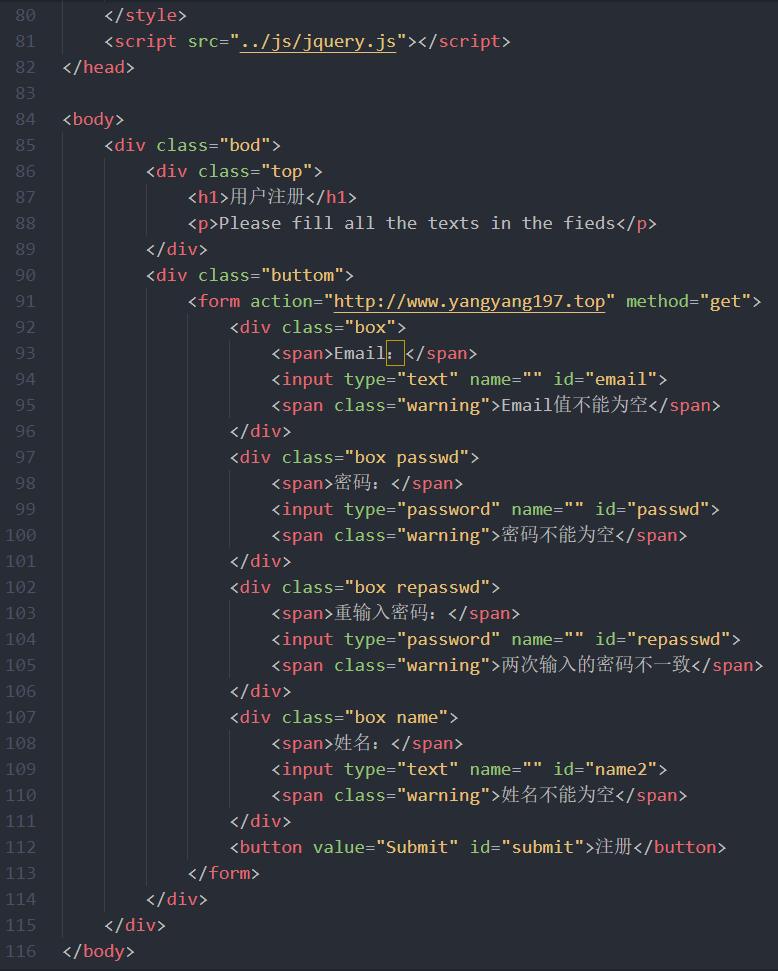 80 </style>
81 <script src="../js/jquery.js"></script>
82 </head>
83
84 <body>
85 <div class="bod">
86 <div class="top">
87 <h1>用户注册</h1>
88 <p>Please fill all the texts in the fieds</p>
89 </div>
90 <div class="buttom">
91 <form action="http://www.yangyang197.top" method="get">
92 <div class="box">
93 <span>Email：</span>
94 <input type="text" name="" id="email">
95 <span class="warning">Email值不能为空</span>
96 </div>
97 <div class="box passwd">
98 <span>密码：</span>
99 <input type="password" name="" id="passwd">
100 <span class="warning">密码不能为空</span>
101 </div>
102 <div class="box repasswd">
103 <span>重输入密码：</span>
104 <input type="password" name="" id="repasswd">
105 <span class="warning">两次输入的密码不一致</span>
106 </div>
107 <div class="box name">
108 <span>姓名：</span>
109 <input type="text" name="" id="name2">
110 <span class="warning">姓名不能为空</span>
111 </div>
112 <button value="Submit" id="submit">注册</button>
113 </form>
114 </div>
115 </div>
116 </body>